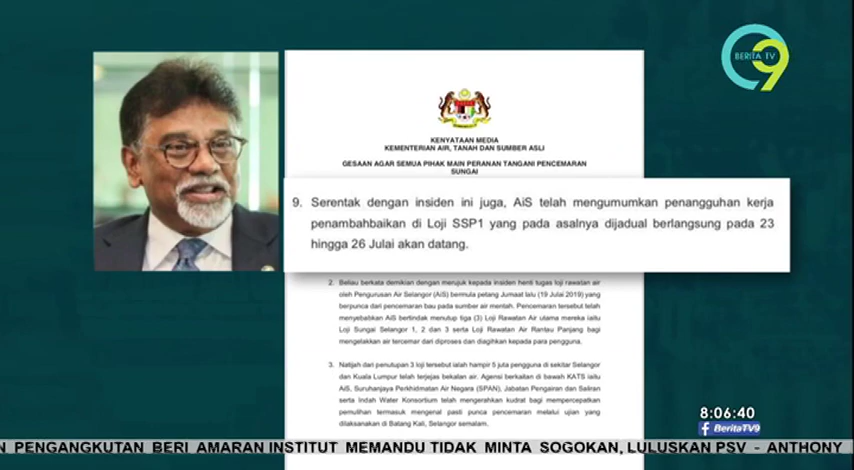 BERITA TV 9
KENYATAAN MEDIA
KEMENTERIAN AIR, TANAH DAN SUMBER ASLI
GESAAN AGAR SEMUA PIHAK MAIN PERANAN TANGANI PENCEMARAN
SUNGAI
9. Serentak dengan insiden ini juga, AiS telah mengumumkan penangguhan kerja
penambahbaikan di Loji SSP1 yang pada asalnya dijadual berlangsung pada 23
hingga 26 Julai akan datang.
2. Beliau berkata demikian dengan merujuk kepada insiden henti tugas loji rawatan air
oleh Pengurusan Air Selangor (AiS) bermula petang Jumaat lalu (19 Julai 2019) yang
berpunca dari pencemaran bau pada sumber air mentah. Pencemaran tersebut telah
menyebabkan AiS bertindak menutup tiga (3) Loji Rawatan Air utama mereka iaitu
Loji Sungai Selangor 1, 2 dan 3 serta Loji Rawatan Air Rantau Panjang bagi
mengelakkan air tercemar dari diproses dan diagihkan kepada para pengguna.
3. Natijah dari penutupan 3 loji tersebut ialah hampir 5 juta pengguna di sekitar Selangor
dan Kuala Lumpur telah terjejas bekalan air. Agensi berkaitan di bawah KATS iaitu
AiS, Suruhanjaya Perkhidmatan Air Negara (SPAN), Jabatan Pengairan dan Saliran
serta Indah Water Konsortium telah mengerahkan kudrat bagi mempercepatkan
pemulihan termasuk mengenal pasti punca pencemaran melalui ujian yang
dilaksanakan di Batang Kali, Selangor semalam.
8:06:40
f BeritaTV9
N PENGANGKUTAN BERI AMARAN INSTITUT MEMANDU TIDAK MINTA SOGOKAN, LULUSKAN PSV - ANTHONY